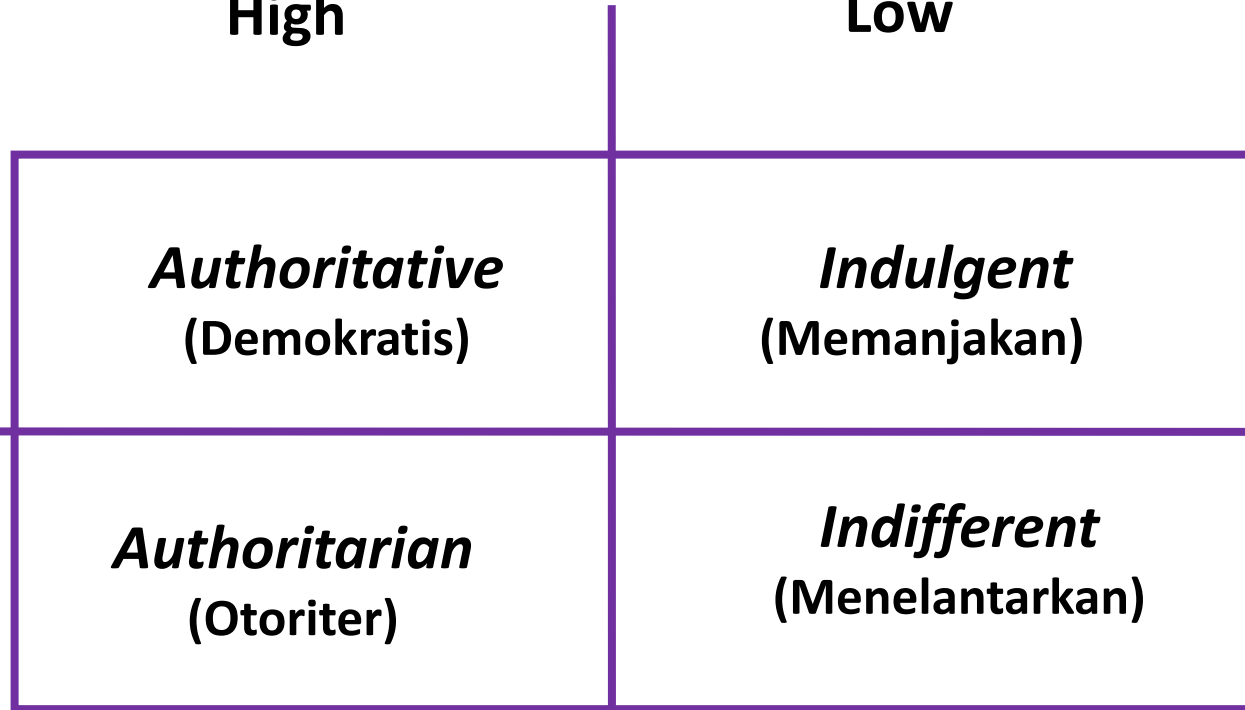 High Low
Authoritative
(Demokratis)
Indulgent
(Memanjakan)
Authoritarian
(Otoriter)
Indifferent
(Menelantarkan)